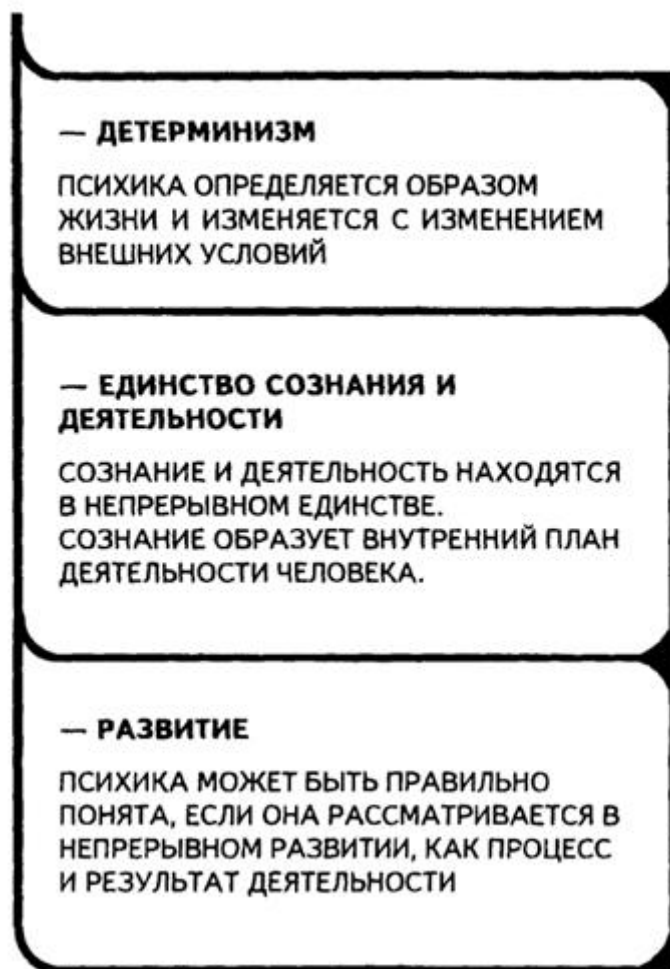 — ДЕТЕРМИНИЗМ
ПСИХИКА ОПРЕДЕЛЯЕТСЯ ОБРАЗОМ
ЖИЗНИ И ИЗМЕНЯЕТСЯ С ИЗМЕНЕНИЕМ
ВНЕШНИХ УСЛОВИЙ
— ЕДИНСТВО СОЗНАНИЯ И
ДЕЯТЕЛЬНОСТИ
СОЗНАНИЕ И ДЕЯТЕЛЬНОСТЬ НАХОДЯТСЯ
В НЕПРЕРЫВНОМ ЕДИНСТВЕ.
СОЗНАНИЕ ОБРАЗУЕТ ВНУТРЕННИЙ ПЛАН
ДЕЯТЕЛЬНОСТИ ЧЕЛОВЕКА.
— РАЗВИТИЕ
ПСИХИКА МОЖЕТ БЫТЬ ПРАВИЛЬНО
ПОНЯТА, ЕСЛИ ОНА РАССМАТРИВАЕТСЯ В
НЕПРЕРЫВНОМ РАЗВИТИИ, КАК ПРОЦЕСС
И РЕЗУЛЬТАТ ДЕЯТЕЛЬНОСТИ